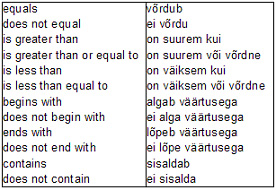 equals võrdub
does not equal ei võrdu
is greater than on suurem kui
is greater than or equal to on suurem või võrdne
is less than on väiksem kui
is less than equal to on väiksem või võrdne
begins with algab väärtusega
does not begin with ei alga väärtusega
ends with lõpeb väärtusega
does not end with ei lõpe väärtusega
contains sisaldab
does not contain ei sisalda